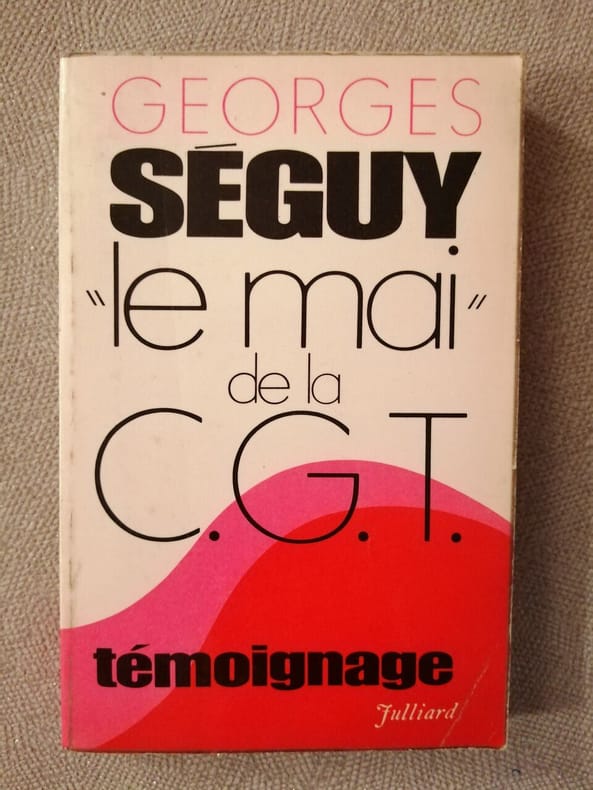 GEORGES
SÉGUY
"le mai"
de la
C.G.T.
témoignage
Julliard